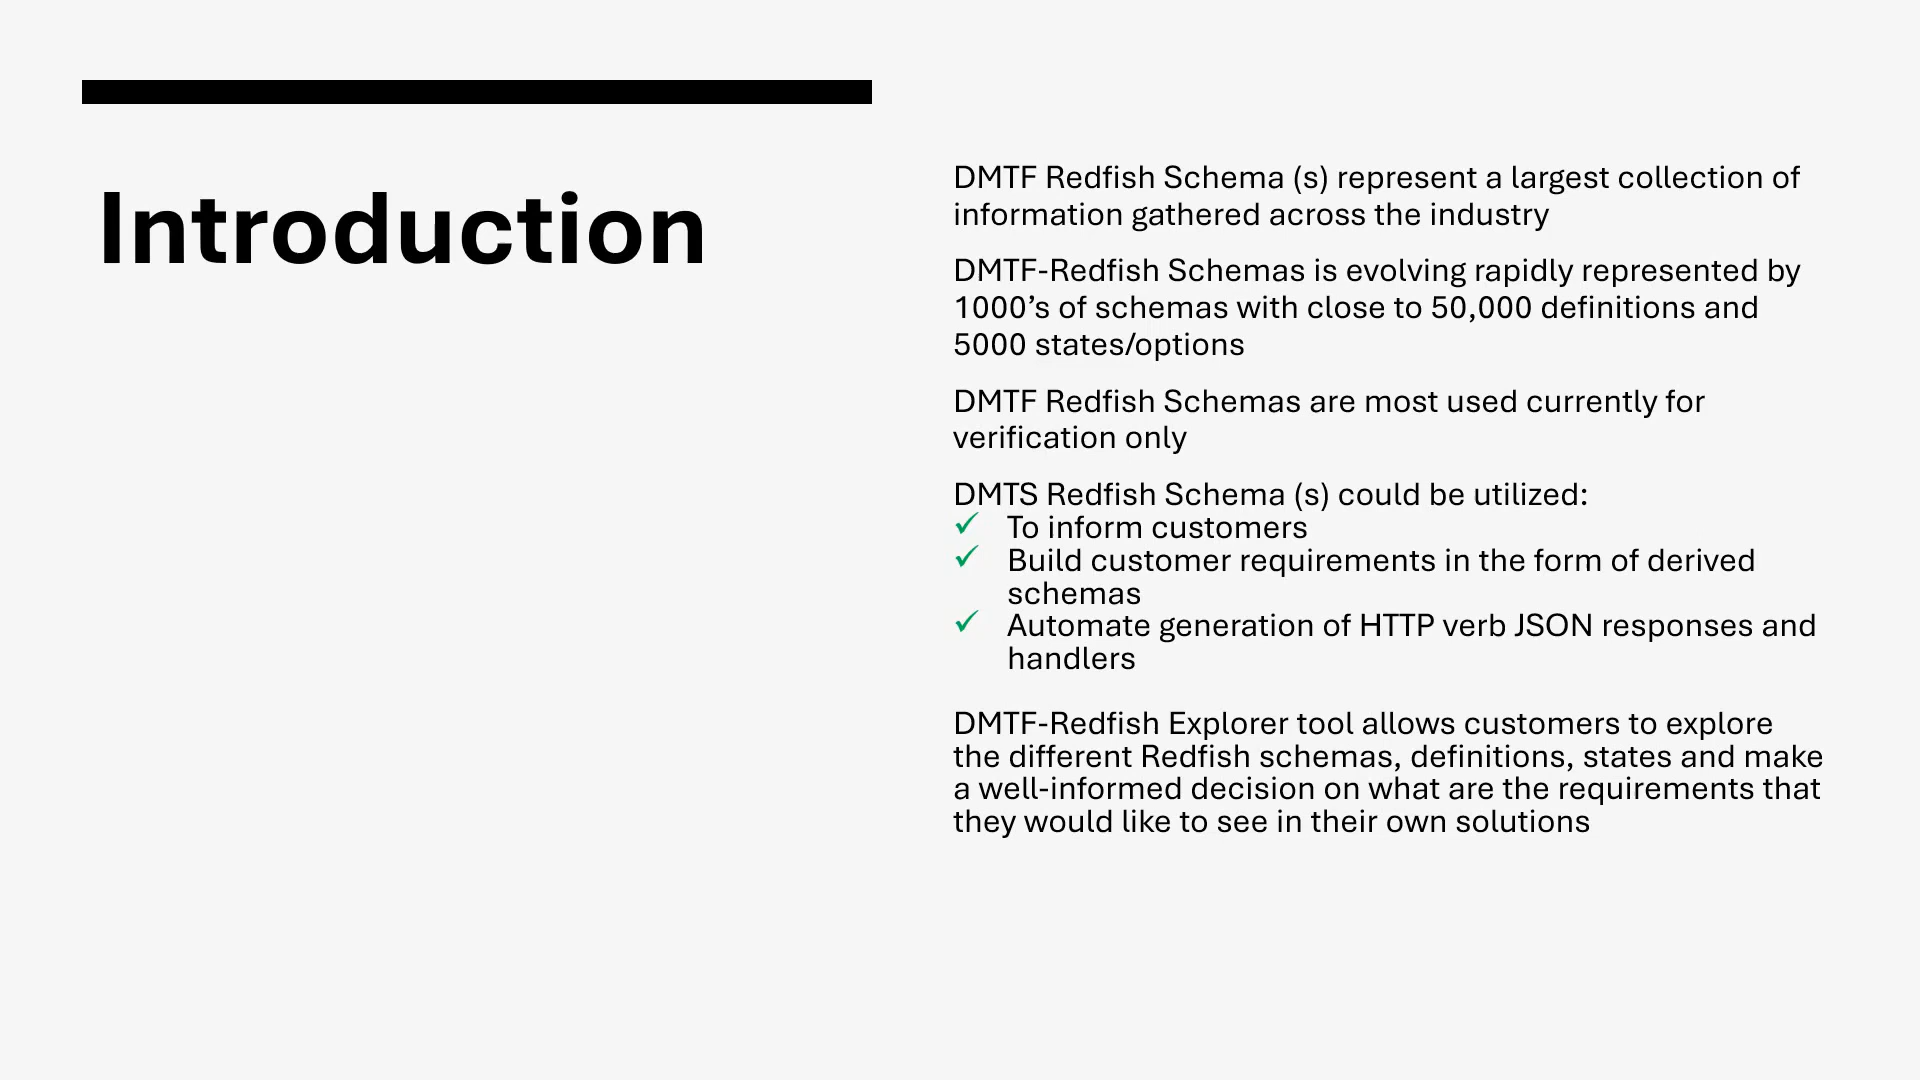 Introduction
DMTF Redfish Schema (s) represent a largest collection of
information gathered across the industry
DMTF-Redfish Schemas is evolving rapidly represented by
1000’s of schemas with close to 50,000 definitions and
5000 states/options
DMTF Redfish Schemas are most used currently for
verification only
DMTS Redfish Schema (s) could be utilized:
✓ To inform customers
✓ Build customer requirements in the form of derived
schemas
✓ Automate generation of HTTP verb JSON responses and
handlers
DMTF-Redfish Explorer tool allows customers to explore
the different Redfish schemas, definitions, states and make
a well-informed decision on what are the requirements that
they would like to see in their own solutions